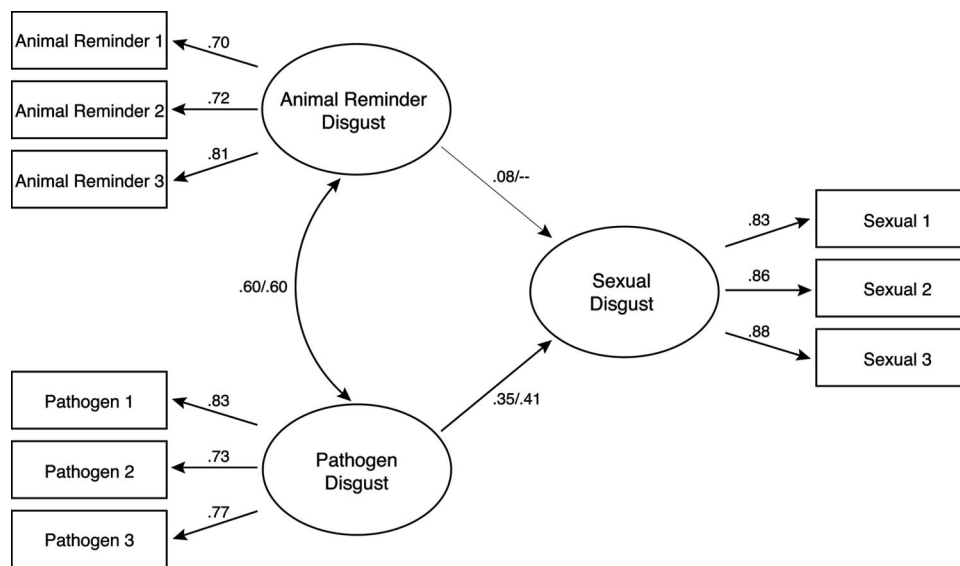 Animal Reminder 1
.70
Animal Reminder 2
.72
Animal Reminder 3
.81
Animal Reminder
Disgust
.08/--
.60/.60
Sexual
Disgust
.83
Sexual 1
.86
Sexual 2
.88
Sexual 3
.35/.41
Pathogen 1
.83
Pathogen 2
.73
Pathogen 3
.77
Pathogen
Disgust